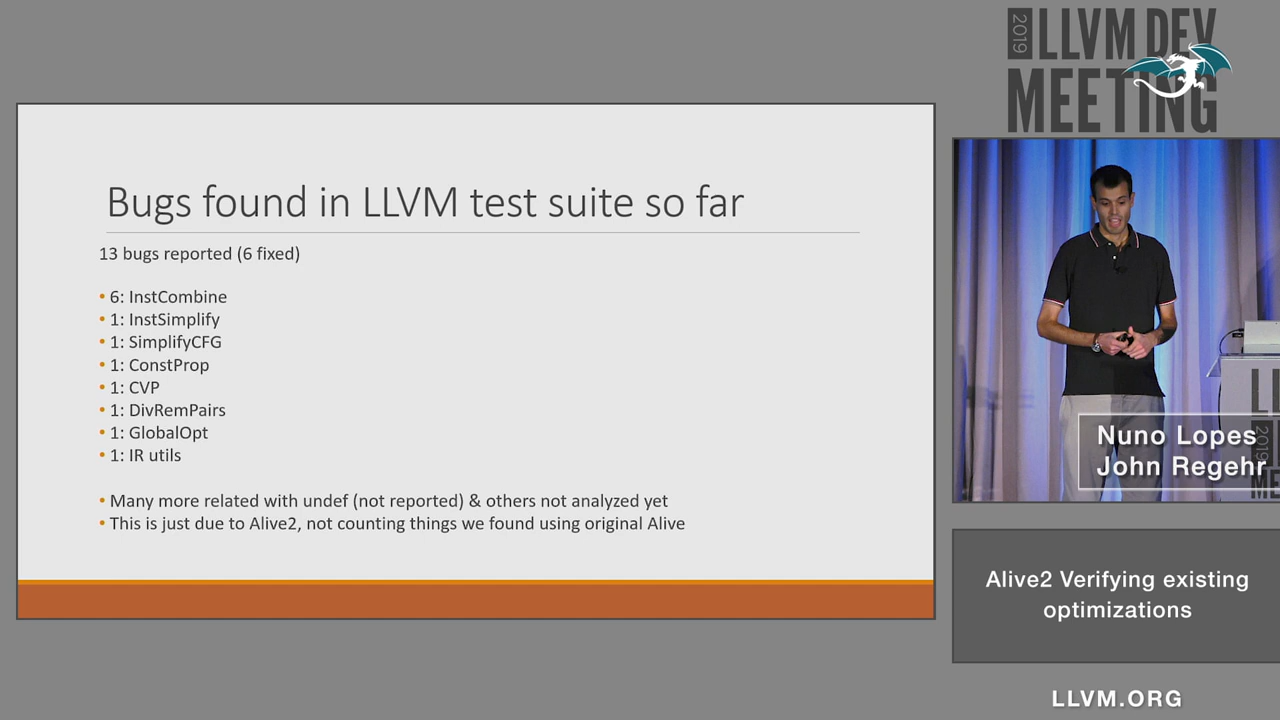 2019 LLVM DEV
MEETING
Bugs found in LLVM test suite so far
13 bugs reported (6 fixed)
• 6: InstCombine
• 1: InstSimplify
• 1: SimplifyCFG
• 1: ConstProp
• 1: CVP
• 1: DivRemPairs
• 1: GlobalOpt
• 1: IR utils
• Many more related with undef (not reported) & others not analyzed yet
• This is just due to Alive2, not counting things we found using original Alive
Nuno Lopes
John Regehr
2019
Alive2 Verifying existing
optimizations
LLVM.ORG